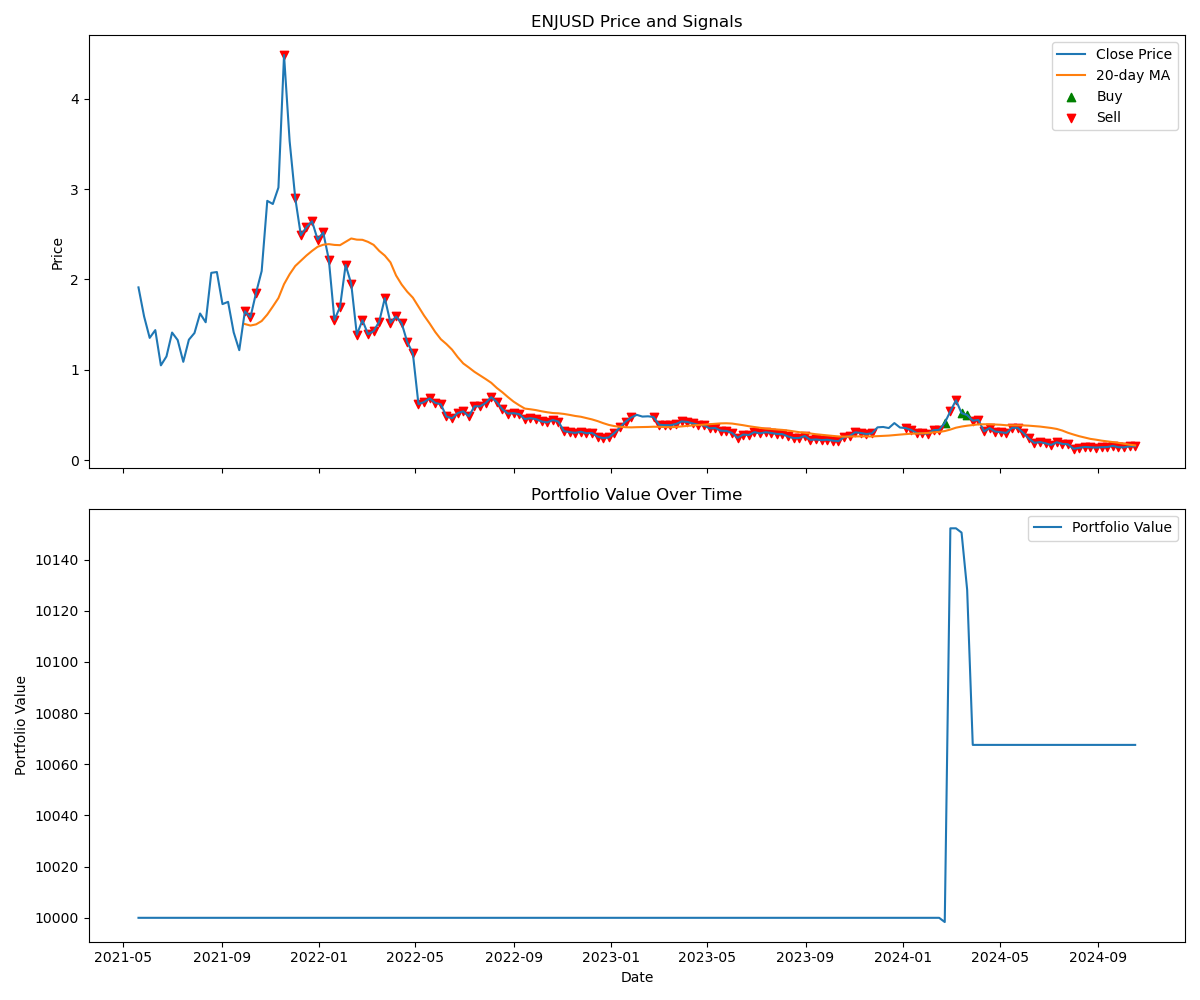 ENJUSD Price and Signals
Close Price
20-day MA
Buy
Sell
Price
4
3
2
1
0
Portfolio Value Over Time
Portfolio Value
Portfolio Value
10140
10120
10100
10080
10060
10040
10020
10000
2021-05 2021-09 2022-01 2022-05 2022-09 2023-01 2023-05 2023-09 2024-01 2024-05 2024-09
Date